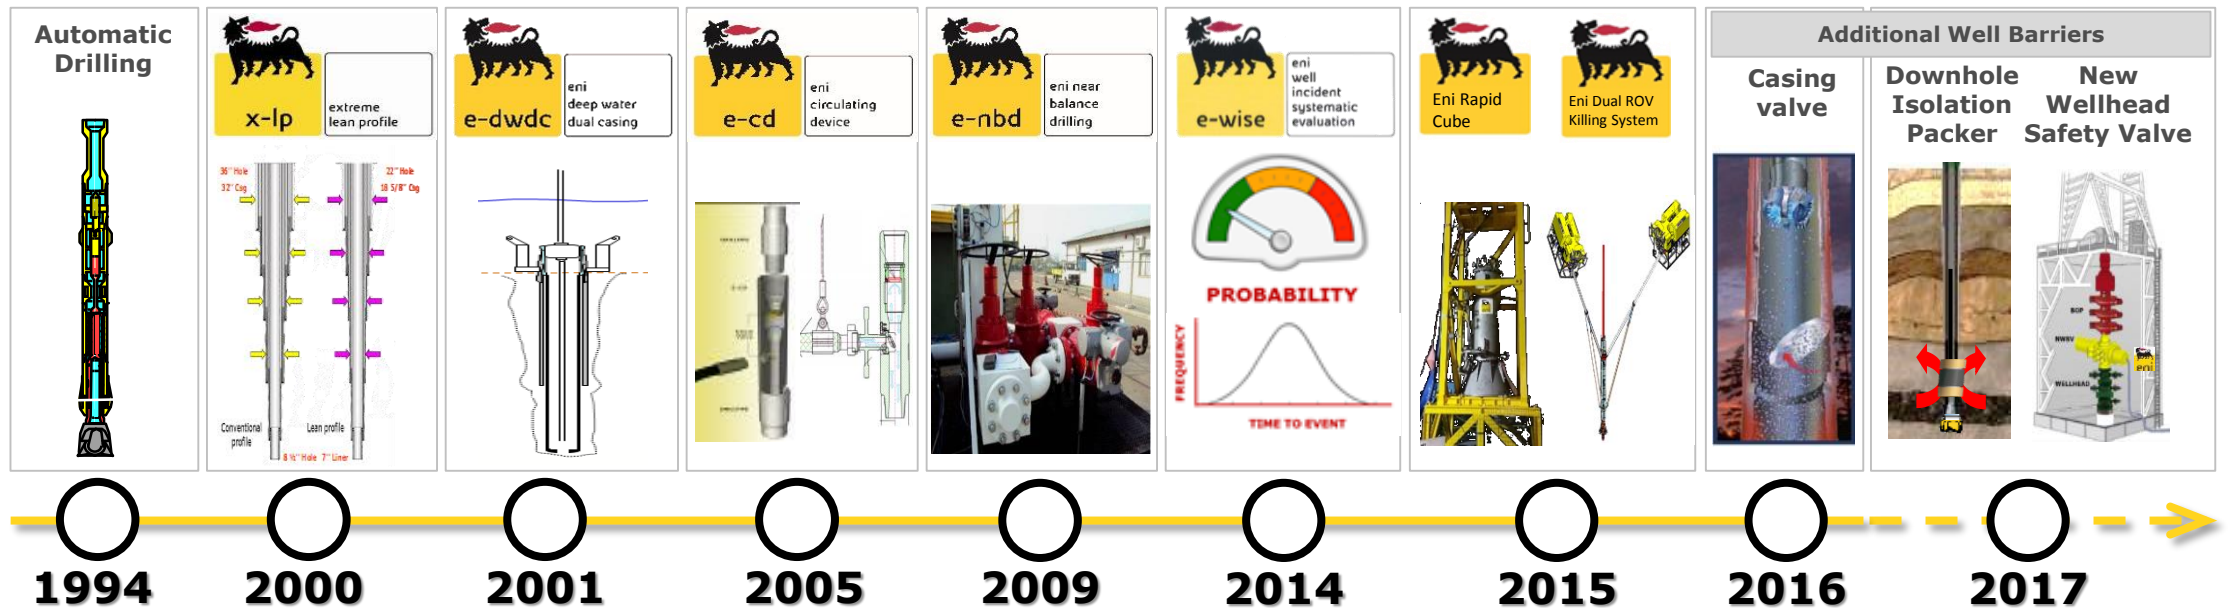 Automatic
Drilling
x-lp
extreme
lean profile
36" Hole
32" Csg
22" Hole
18 5/8" Csg
Conventional
profile
Lean profile
8 ½" Hole 7" Liner
e-dwdc
eni
deep water
dual casing
e-cd
eni
circulating
device
e-nbd
eni near
balance
drilling
e-wise
eni
well
incident
systematic
evaluation
PROBABILITY
FREQUENCY
TIME TO EVENT
Eni Rapid
Cube
Eni Dual ROV
Killing System
Additional Well Barriers
Casing
valve
Downhole
Isolation
Packer
New
Wellhead
Safety Valve
BOP
NWSV
eni
WELLHEAD
1994
2000
2001
2005
2009
2014
2015
2016
2017